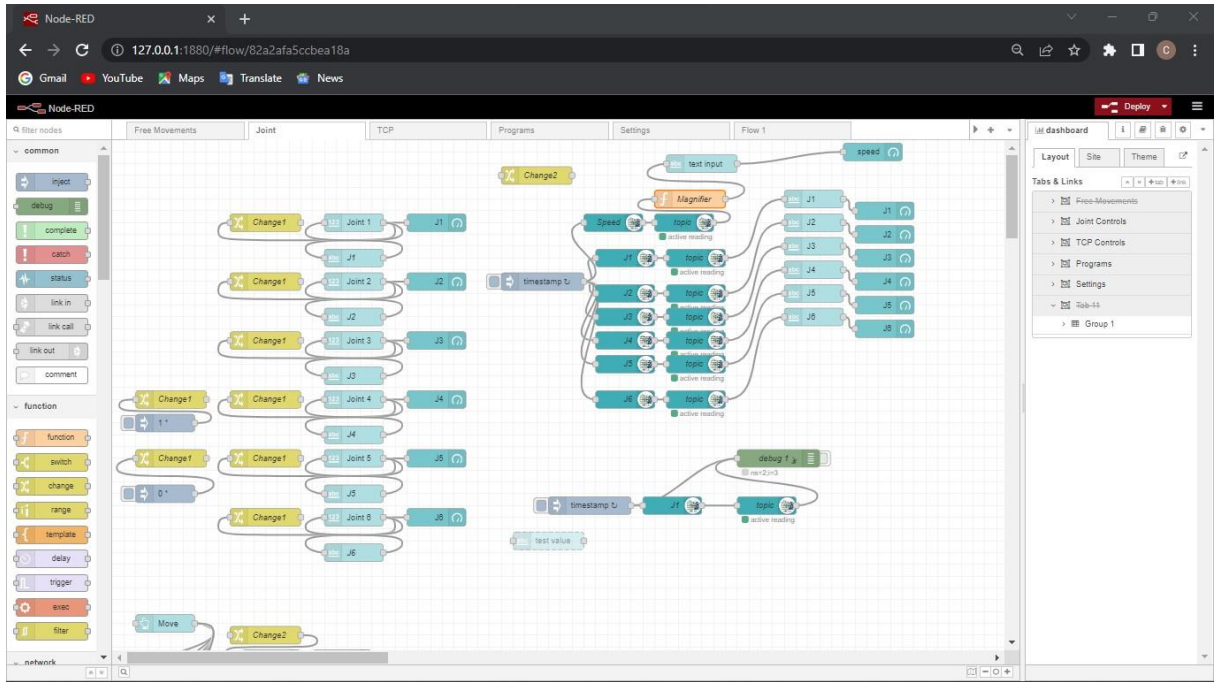 Node-RED
127.0.0.1:1880/#flow/82a2afa5ccbea18a
C
Gmail YouTube Maps Translate News
Node-RED Deploy
filter nodes Free Movements Joint TCP Programs Settings Flow 1 dashboard
common
inject
debug
complete
catch
status
link in
link call
link out
comment
function
function
switch
change
range
template
delay
trigger
exec
filter
network
Change1 Joint 1 J1
J1
Change1 Joint 2 J2
J2
Change1 Joint 3 J3
J3
Change1 Change1 Joint 4 J4
1
J4
Change1 Change1 Joint 5 J5
0
J5
Change1 Joint 6 J6
J6
Move
Change2
Change2
text input speed
Magnifier
Speed topic
active reading
timestamp
J1 topic
active reading
J2 topic
J3 topic
J4 topic
J5 topic
active reading
J6 topic
active reading
J1
J2
J3
J4
J5
J6
J1
J2
J3
J4
J5
J6
debug 1
ns=2;i=3
timestamp J1 topic
active reading
test value
Layout Site Theme
Tabs & Links tab link
Free Movements
Joint Controls
TCP Controls
Programs
Settings
Tab 11
Group 1